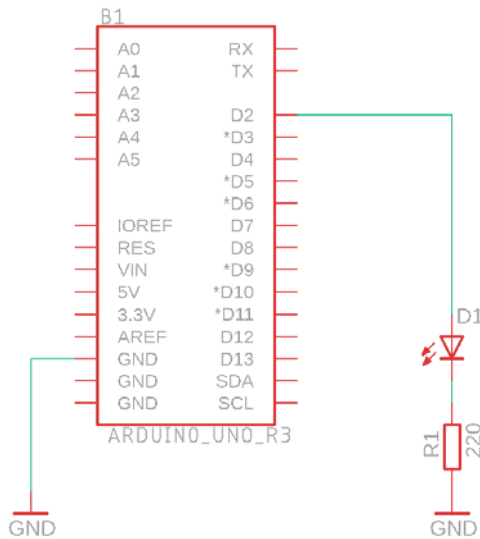 B1
A0 RX
A1 TX
A2
A3 D2
A4 *D3
A5 D4
*D5
*D6
IOREF D7
RES D8
VIN *D9
5V *D10
3.3V *D11
AREF D12
GND D13
GND SDA
GND SCL
ARDUINO_UNO_R3
D1
R1
220
GND
GND